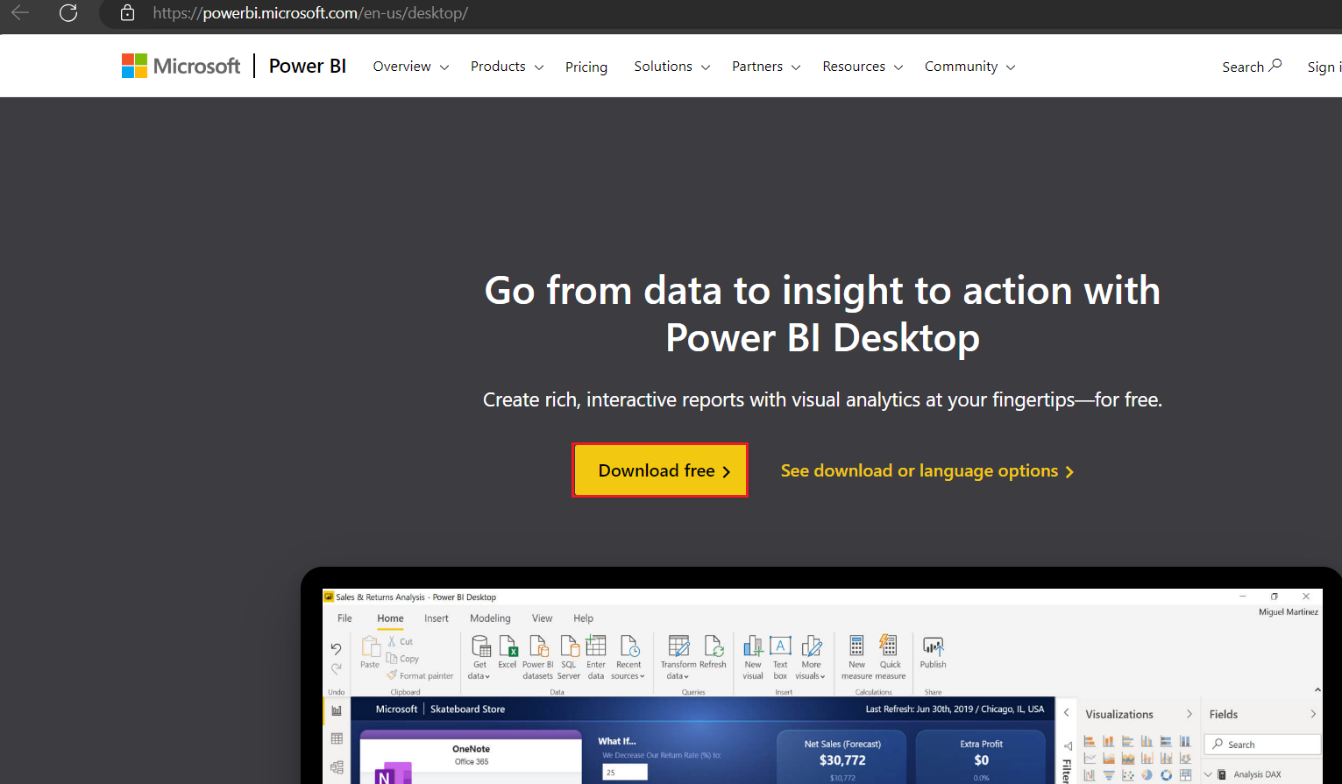 https://powerbi.microsoft.com/en-us/desktop/
Microsoft Power BI Overview Products Pricing Solutions Partners Resources Community Search Sign i
Go from data to insight to action with
Power BI Desktop
Create rich, interactive reports with visual analytics at your fingertips—for free.
Download free See download or language options
Sales & Returns Analysis - Power BI Desktop
Miguel Martinez
File Home Insert Modeling View Help
Cut
Copy
Format painter
Paste Get Excel Power BI SQL Enter Recent Transform Refresh New Text More New Quick Publish
data datasets Server data sources data visual box visuals measure measure
Undo Clipboard Data Queries Insert Calculations Share
Microsoft Skateboard Store Last Refresh: Jun 30th, 2019 / Chicago, IL, USA Visualizations Fields
OneNote What If... Net Sales (Forecast) Extra Profit Search
Office 365 We Decrease Our Return Rate (%) to: $30,772 $0
N 25 $30,772 0.0% Filter Analysis DAX